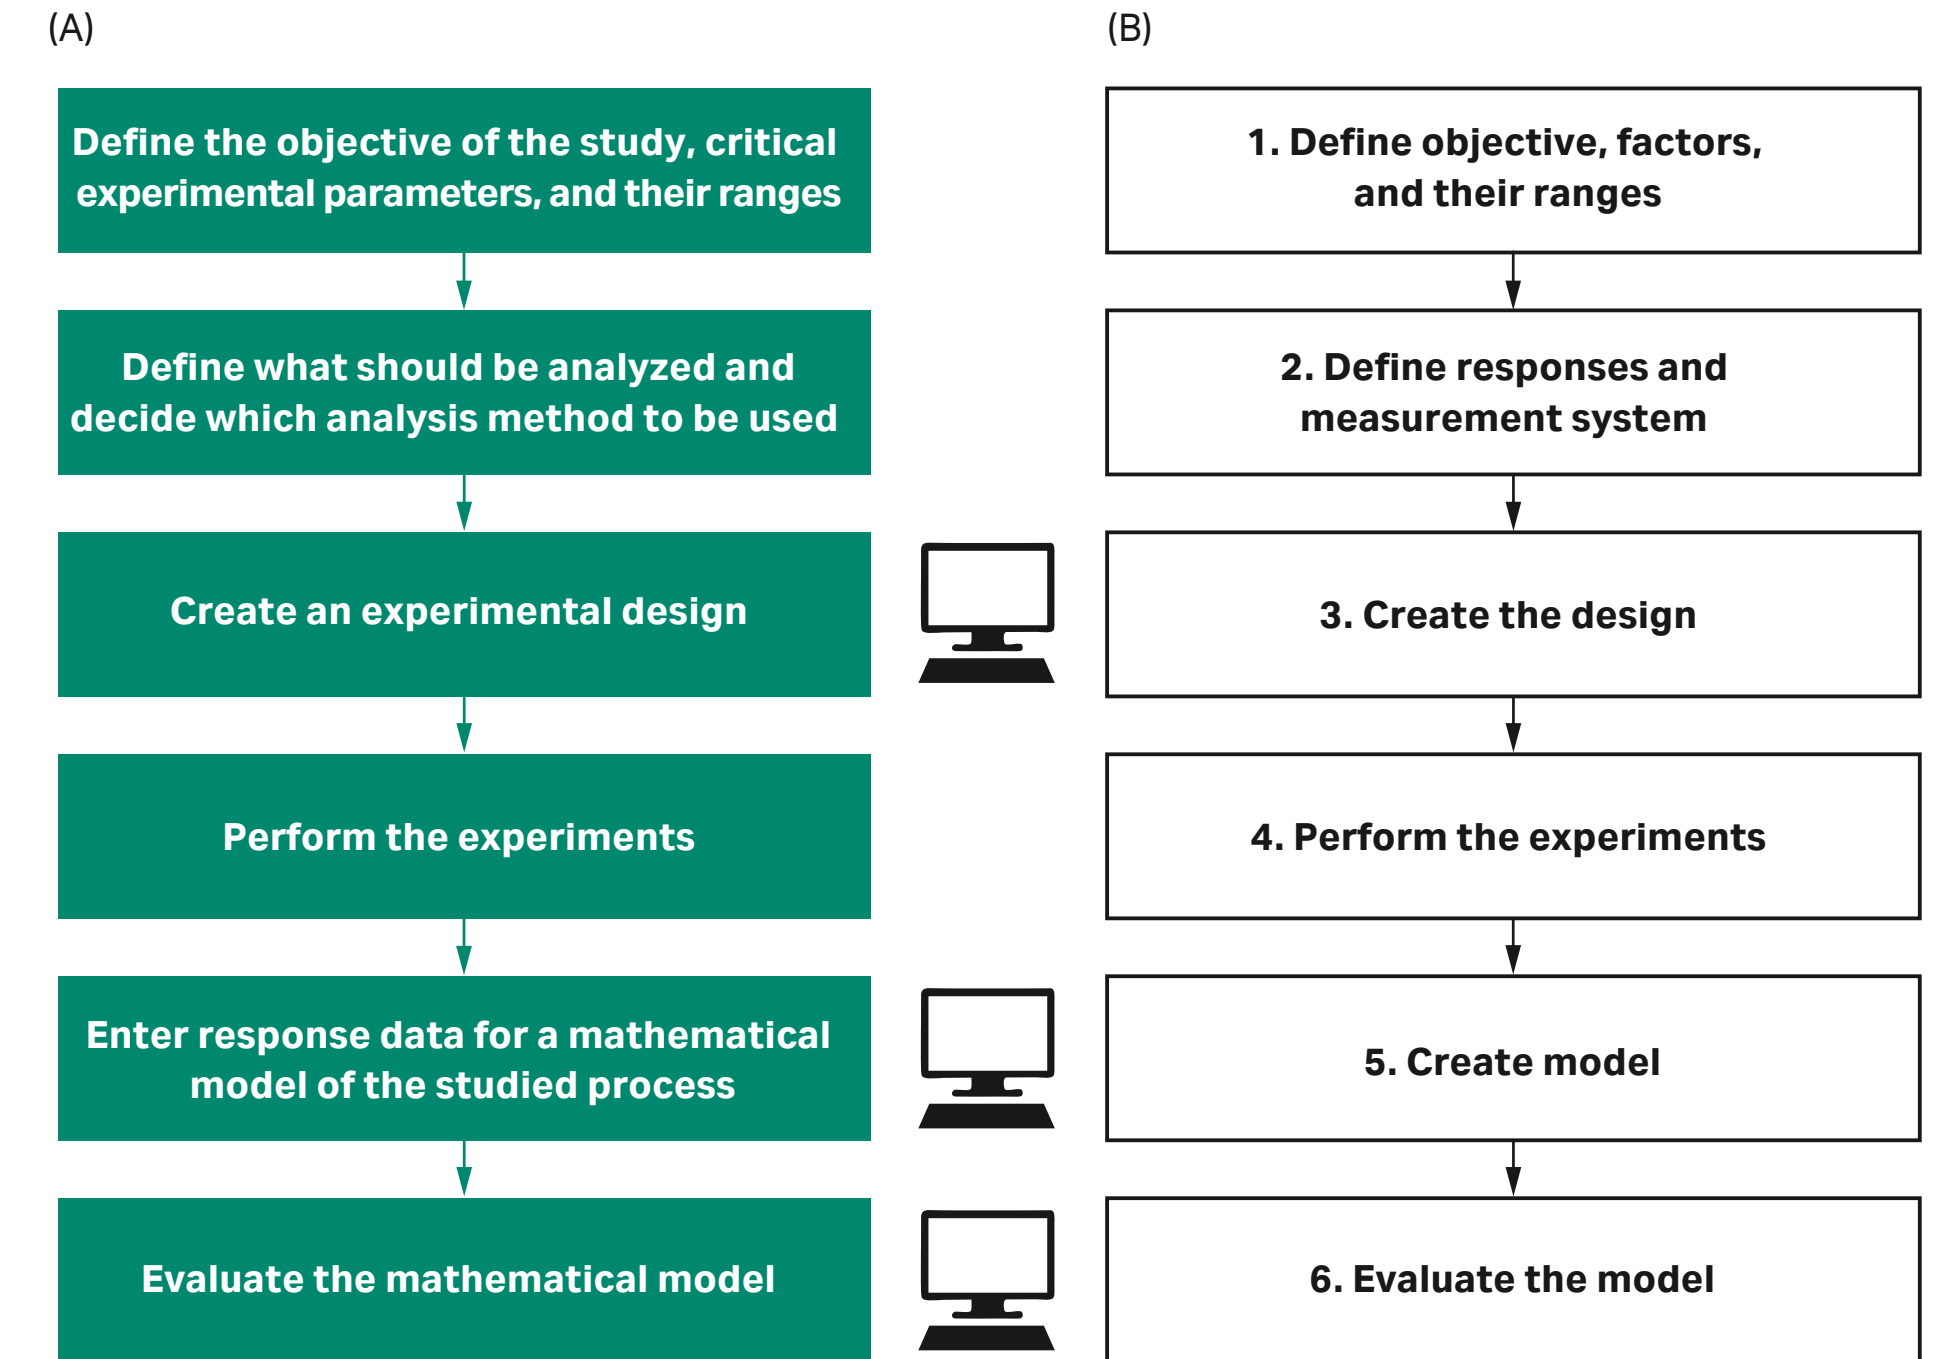 (A)
Define the objective of the study, critical
experimental parameters, and their ranges
Define what should be analyzed and
decide which analysis method to be used
Create an experimental design
Perform the experiments
Enter response data for a mathematical
model of the studied process
Evaluate the mathematical model
(B)
1. Define objective, factors,
and their ranges
2. Define responses and
measurement system
3. Create the design
4. Perform the experiments
5. Create model
6. Evaluate the model